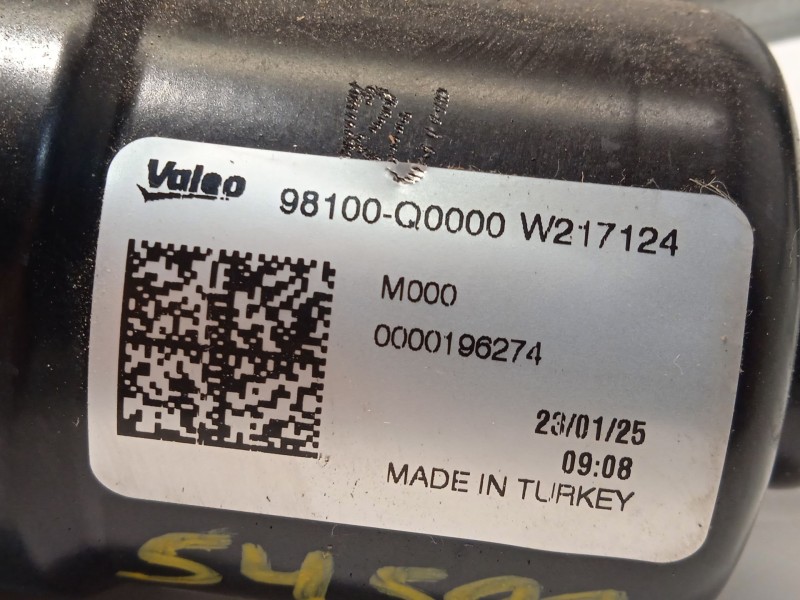 Valeo 98100-Q0000 W217124
M000
0000196274
23/01/25
09:08
MADE IN TURKEY